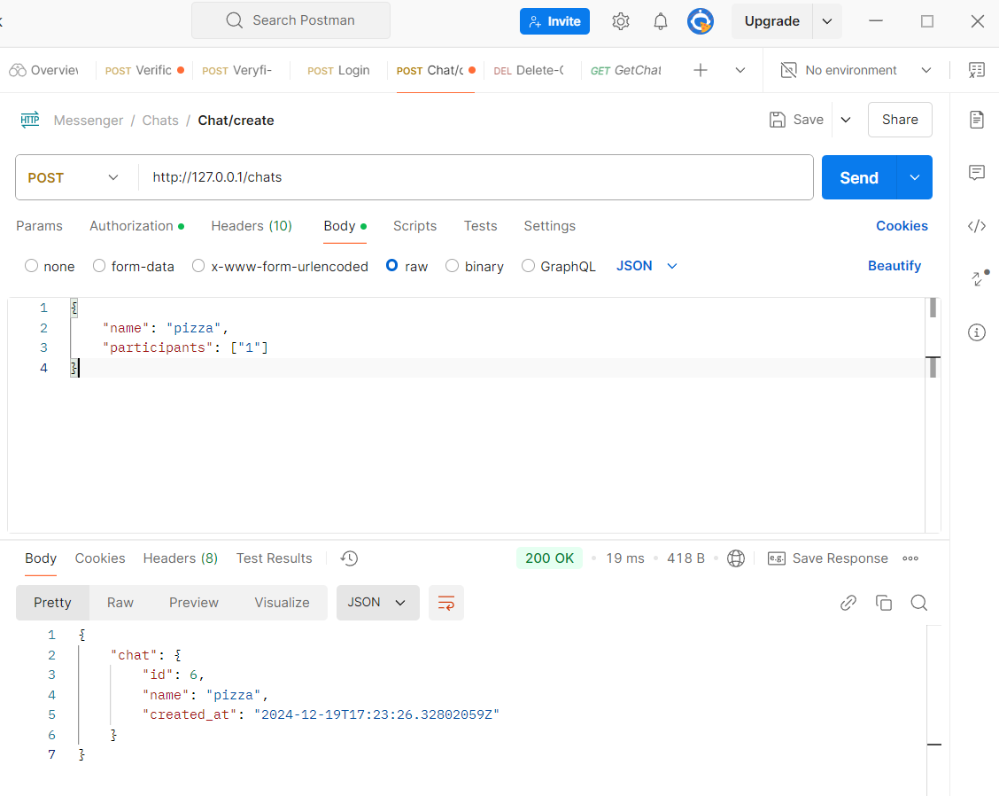 Search Postman
Invite
Upgrade
Overview
POST Verific
POST Veryfi-
POST Login
POST Chat/c
DEL Delete-C
GET GetChat
No environment
HTTP Messenger / Chats / Chat/create
Save
Share
POST http://127.0.0.1/chats
Send
Params Authorization Headers (10) Body Scripts Tests Settings Cookies
none form-data x-www-form-urlencoded raw binary GraphQL JSON Beautify
1 {
2 "name": "pizza",
3 "participants": ["1"]
4 }
Body Cookies Headers (8) Test Results 200 OK 19 ms 418 B e.g. Save Response
Pretty Raw Preview Visualize JSON
1 {
2 "chat": {
3 "id": 6,
4 "name": "pizza",
5 "created_at": "2024-12-19T17:23:26.32802059Z"
6 }
7 }